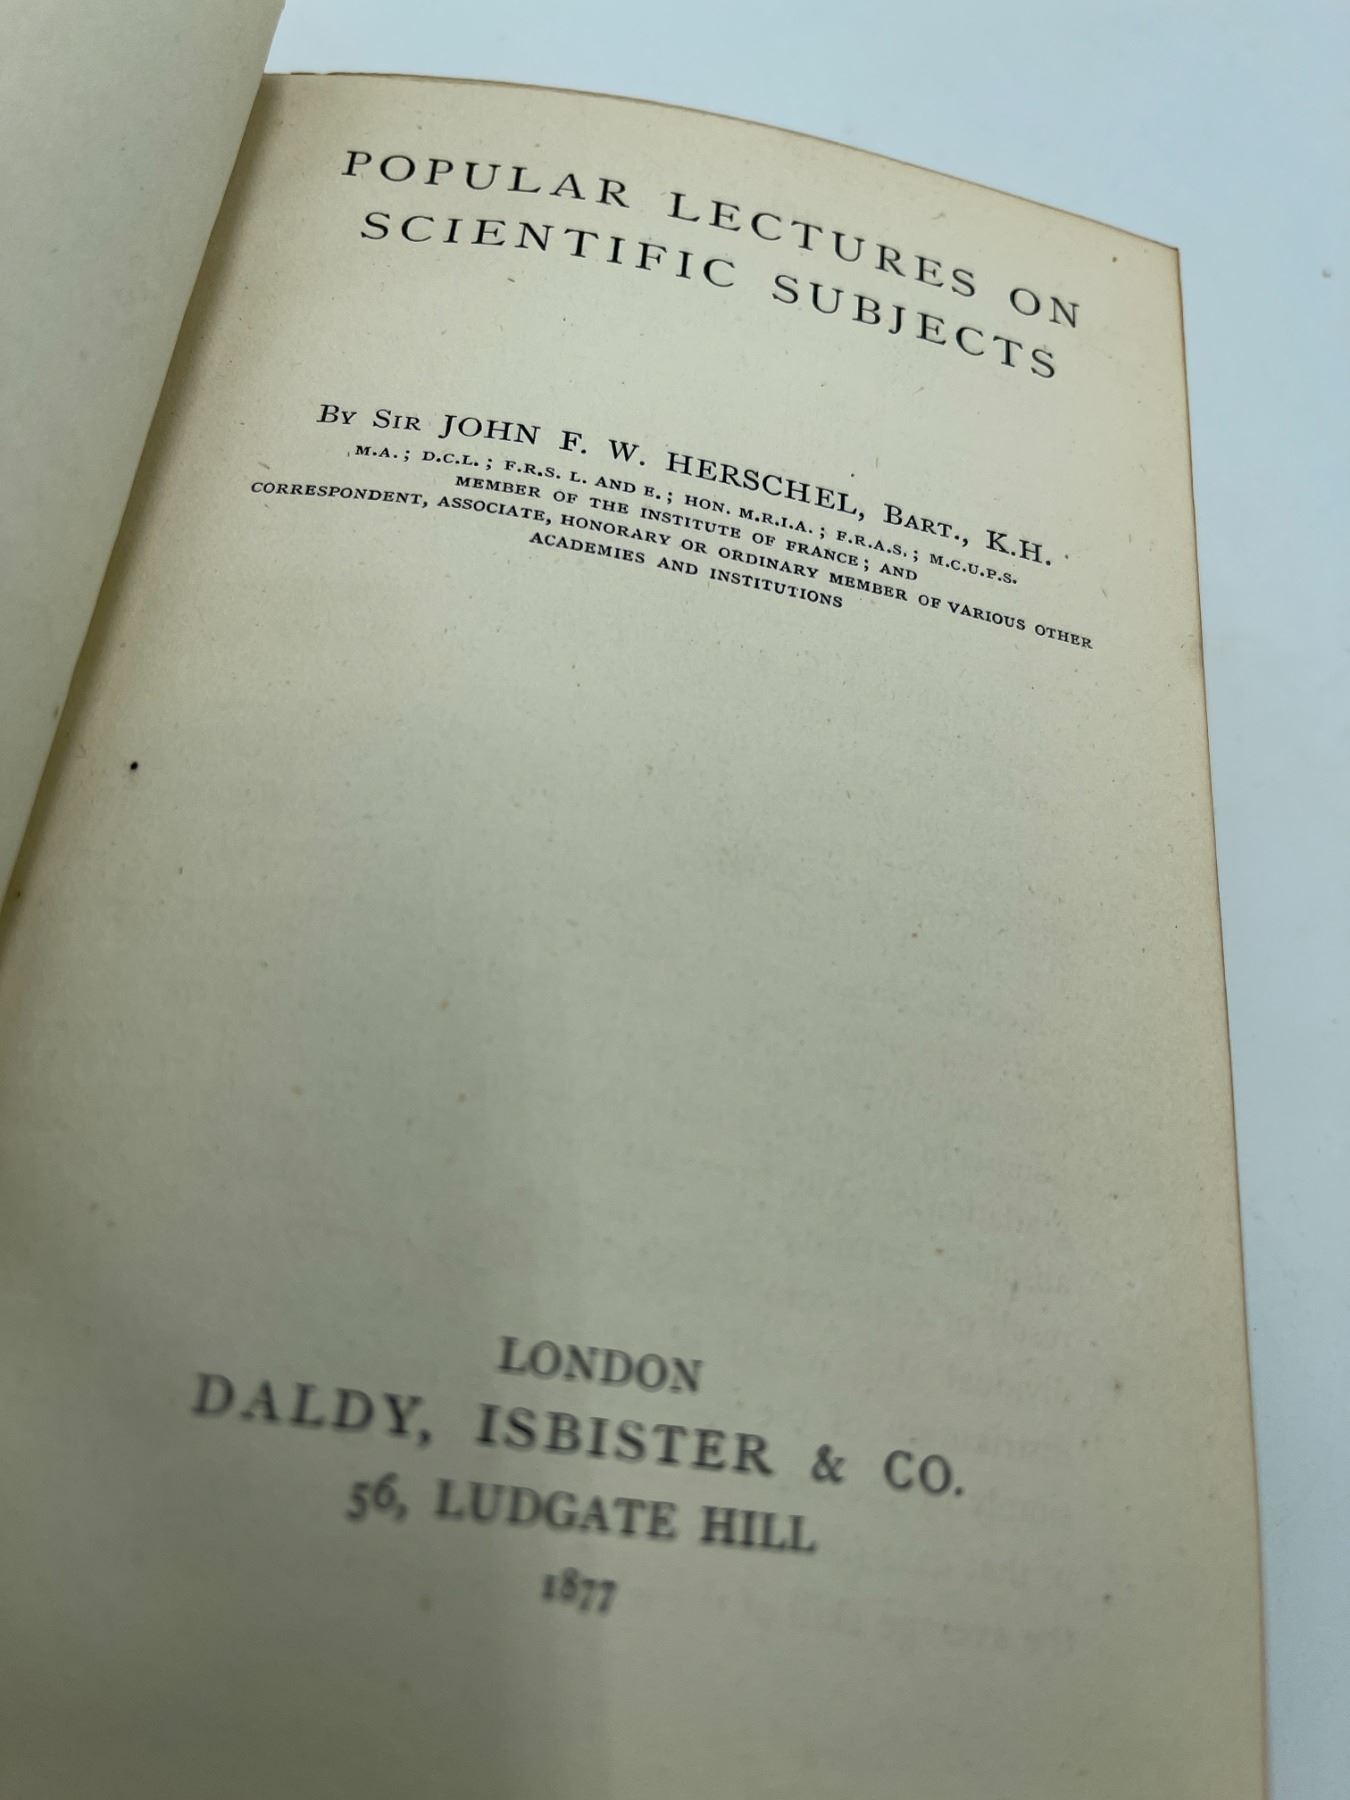 POPULAR LECTURES ON
SCIENTIFIC SUBJECTS
By Sir JOHN F. W. HERSCHEL, Bart., K.H.
M.A. ; D.C.L. ; F.R.S. L. AND E. ; HON. M.R.I.A. ; F.R.A.S. ; M.C.U.P.S.
MEMBER OF THE INSTITUTE OF FRANCE ; AND
CORRESPONDENT, ASSOCIATE, HONORARY OR ORDINARY MEMBER OF VARIOUS OTHER
ACADEMIES AND INSTITUTIONS
LONDON
DALDY, ISBISTER & CO.
56, LUDGATE HILL
1877